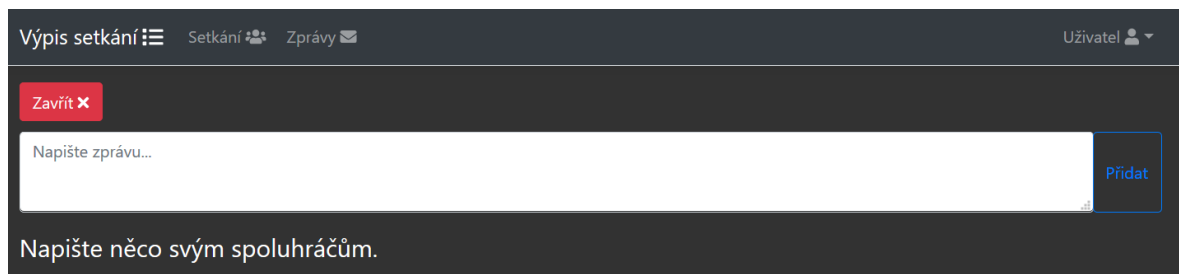 Výpis setkání Setkání Zprávy Uživatel
Zavřít
Napište zprávu...
Přidat
Napište něco svým spoluhráčům.